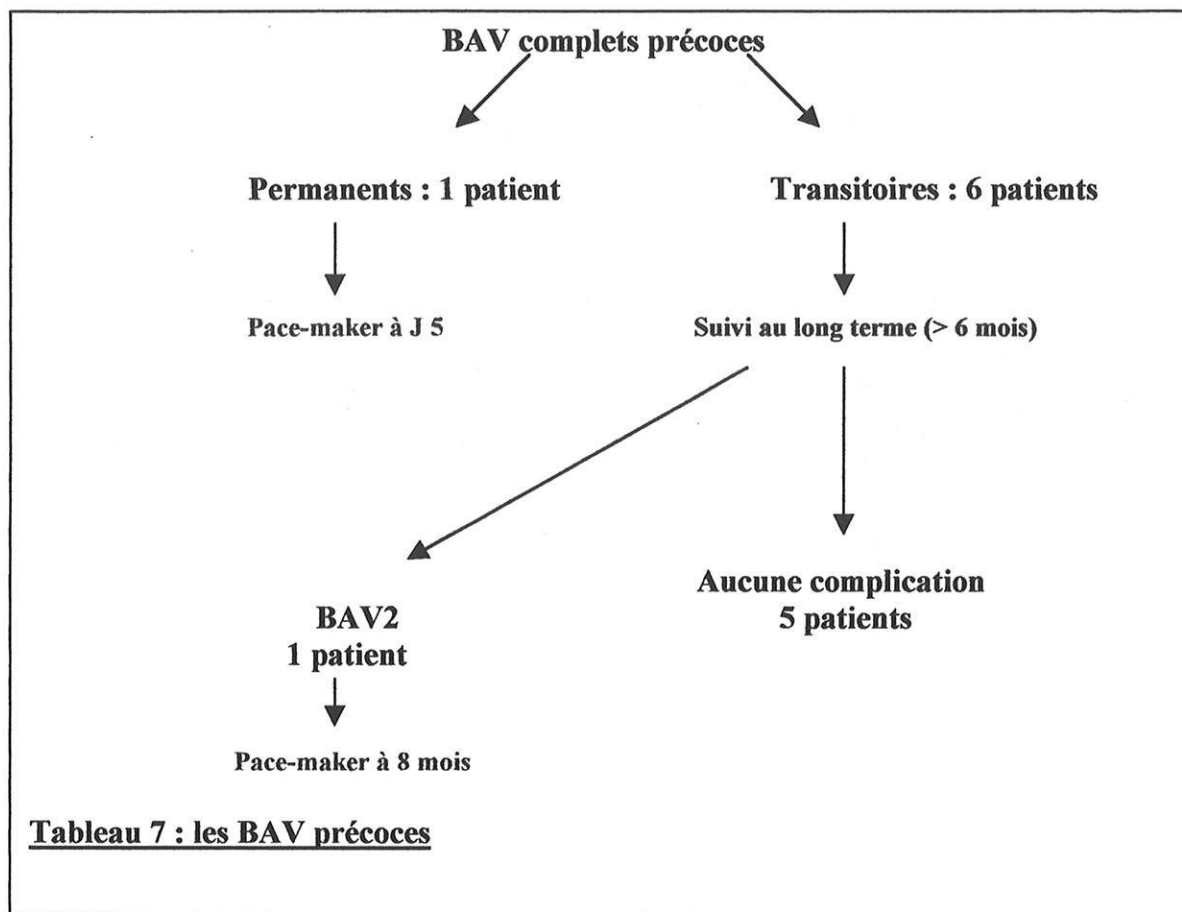 BAV complets précoces
Permanents : 1 patient
Transitoires : 6 patients
Pace-maker à J 5
Suivi au long terme (> 6 mois)
Aucune complication
5 patients
BAV2
1 patient
Pace-maker à 8 mois
Tableau 7 : les BAV précoces